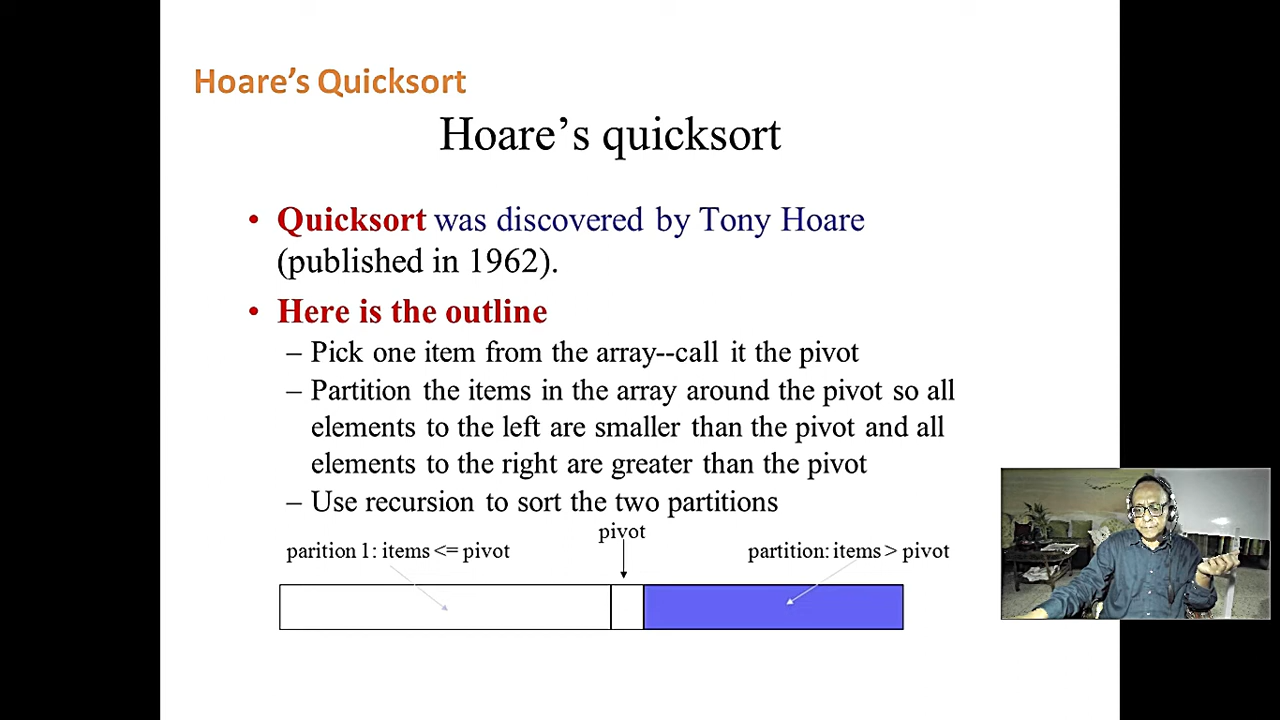 Hoare's Quicksort
Hoare's quicksort
• Quicksort was discovered by Tony Hoare
(published in 1962).
• Here is the outline
– Pick one item from the array--call it the pivot
– Partition the items in the array around the pivot so all
elements to the left are smaller than the pivot and all
elements to the right are greater than the pivot
– Use recursion to sort the two partitions
pivot
parition 1: items <= pivot
partition: items > pivot